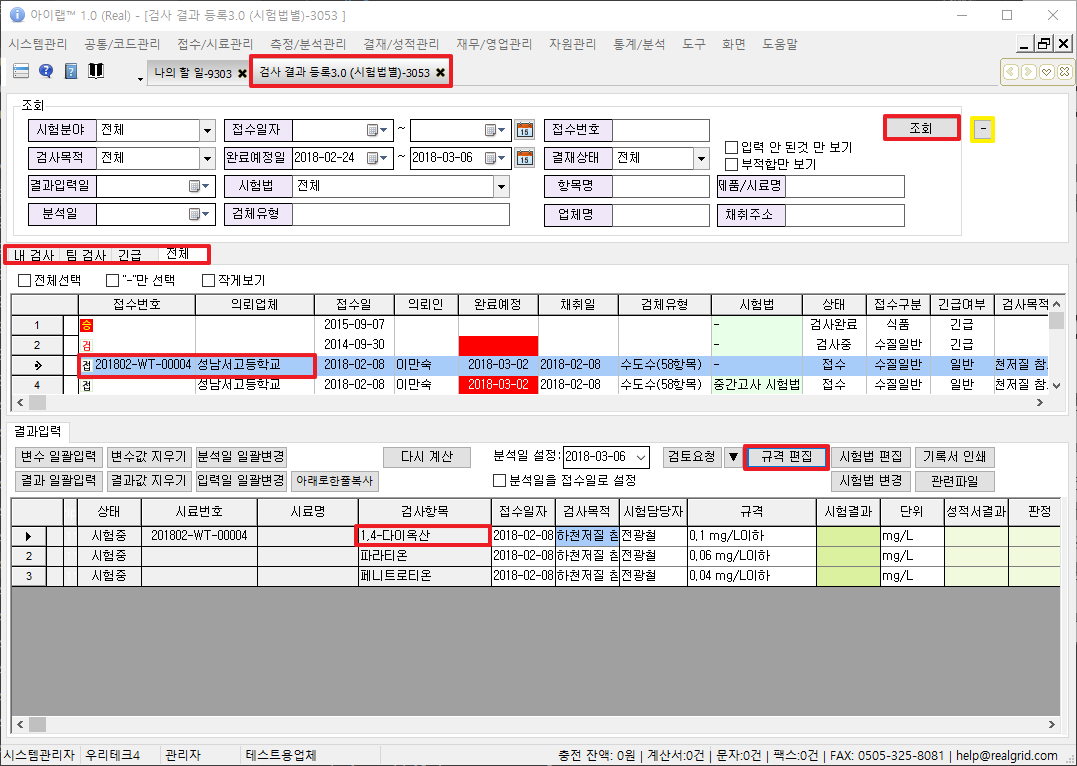 아이랩™ 1.0 (Real) - [검사 결과 등록3.0 (시험법별)-3053 ]
시스템관리 공통/코드관리 접수/시료관리 측정/분석관리 결재/성적관리 재무/영업관리 자원관리 통계/분석 도구 화면 도움말
나의 할 일-9303 검사 결과 등록3.0 (시험법별)-3053
조회
시험분야 전체 접수일자 ~ 15 접수번호 조회 -
검사목적 전체 완료예정일 2018-02-24 ~ 2018-03-06 15 결재상태 전체 입력 안 된것 만 보기
부적합만 보기
결과입력일 시험법 전체 항목명 제품/시료명
분석일 검체유형 업체명 채취주소
내 검사 팀 검사 긴급 전체
전체선택 "-"만 선택 작게보기
접수번호 의뢰업체 접수일 의뢰인 완료예정 채취일 검체유형 시험법 상태 접수구분 긴급여부 검사목적
1 승 2015-09-07 - 검사완료 식품 긴급
2 검 2014-09-30 - 검사중 수질일반 긴급
접 201802-WT-00004 성남서고등학교 2018-02-08 이만숙 2018-03-02 2018-02-08 수도수(58항목) - 접수 수질일반 일반 천저질 참
4 접 성남서고등학교 2018-02-08 이만숙 2018-03-02 2018-02-08 수도수(58항목) 중간고사 시험법 접수 수질일반 일반 천저질 참
결과입력
변수 일괄입력 변수값 지우기 분석일 일괄변경 다시 계산 분석일 설정: 2018-03-06 검토요청 ▼ 규격 편집 시험법 편집 기록서 인쇄
결과 일괄입력 결과값 지우기 입력일 일괄변경 아래로한줄복사 분석일을 접수일로 설정 시험법 변경 관련파일
상태 시료번호 시료명 검사항목 접수일자 검사목적 시험담당자 규격 시험결과 단위 성적서결과 판정
시험중 201802-WT-00004 1,4-다이옥산 2018-02-08 하천저질 참 전광철 0,1 mg/L이하 mg/L
2 시험중 파라티온 2018-02-08 하천저질 참 전광철 0,06 mg/L이하 mg/L
3 시험중 페니트로티온 2018-02-08 하천저질 참 전광철 0,04 mg/L이하 mg/L
시스템관리자 우리테크4 관리자 테스트용업체 충전 잔액: 0원 | 계산서:0건 | 문자:0건 | 팩스:0건 | FAX: 0505-325-8081 | help@realgrid.com